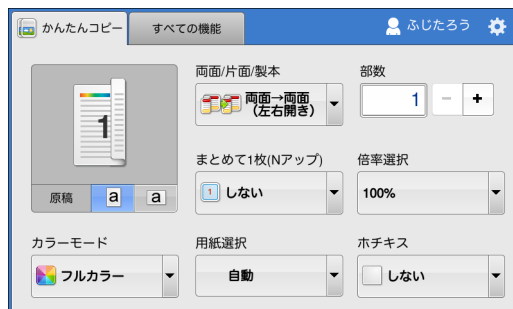 かんたんコピー
すべての機能
ふじたろう
両面/片面/製本
部数
1
両面→両面
(左右開き)
1
－
+
まとめて1枚(Nアップ)
倍率選択
1
しない
100%
原稿
a
a
カラーモード
用紙選択
ホチキス
フルカラー
自動
しない